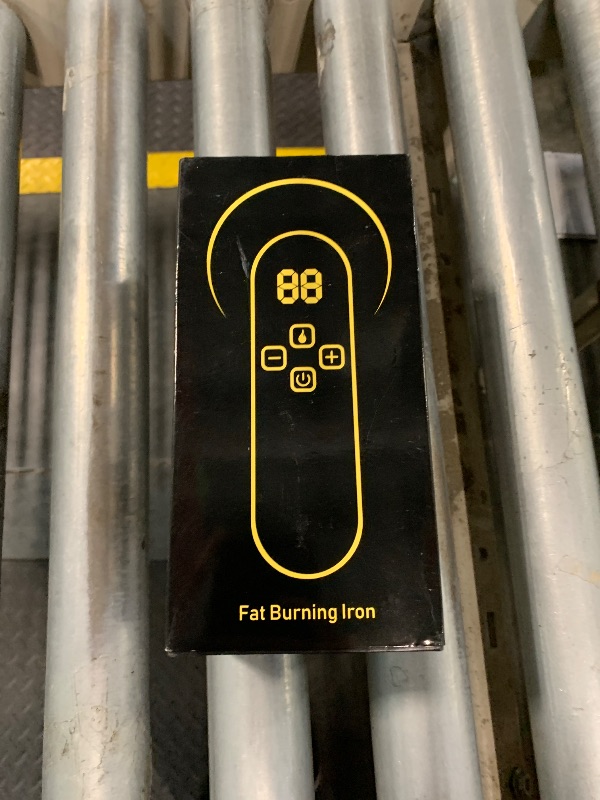 88
− +
Fat Burning Iron